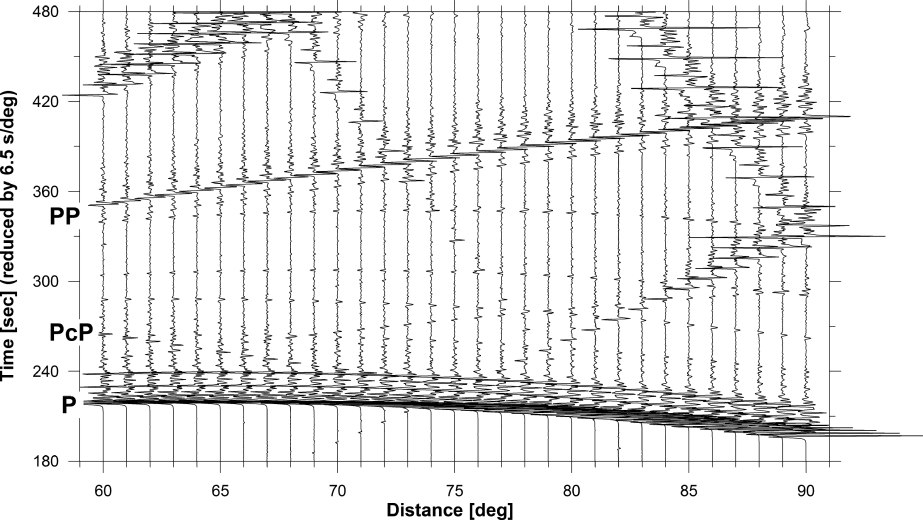 480
420
360
300
240
180
Time [sec] (reduced by 6.5 s/deg)
PP
PcP
P
60 65 70 75 80 85 90
Distance [deg]